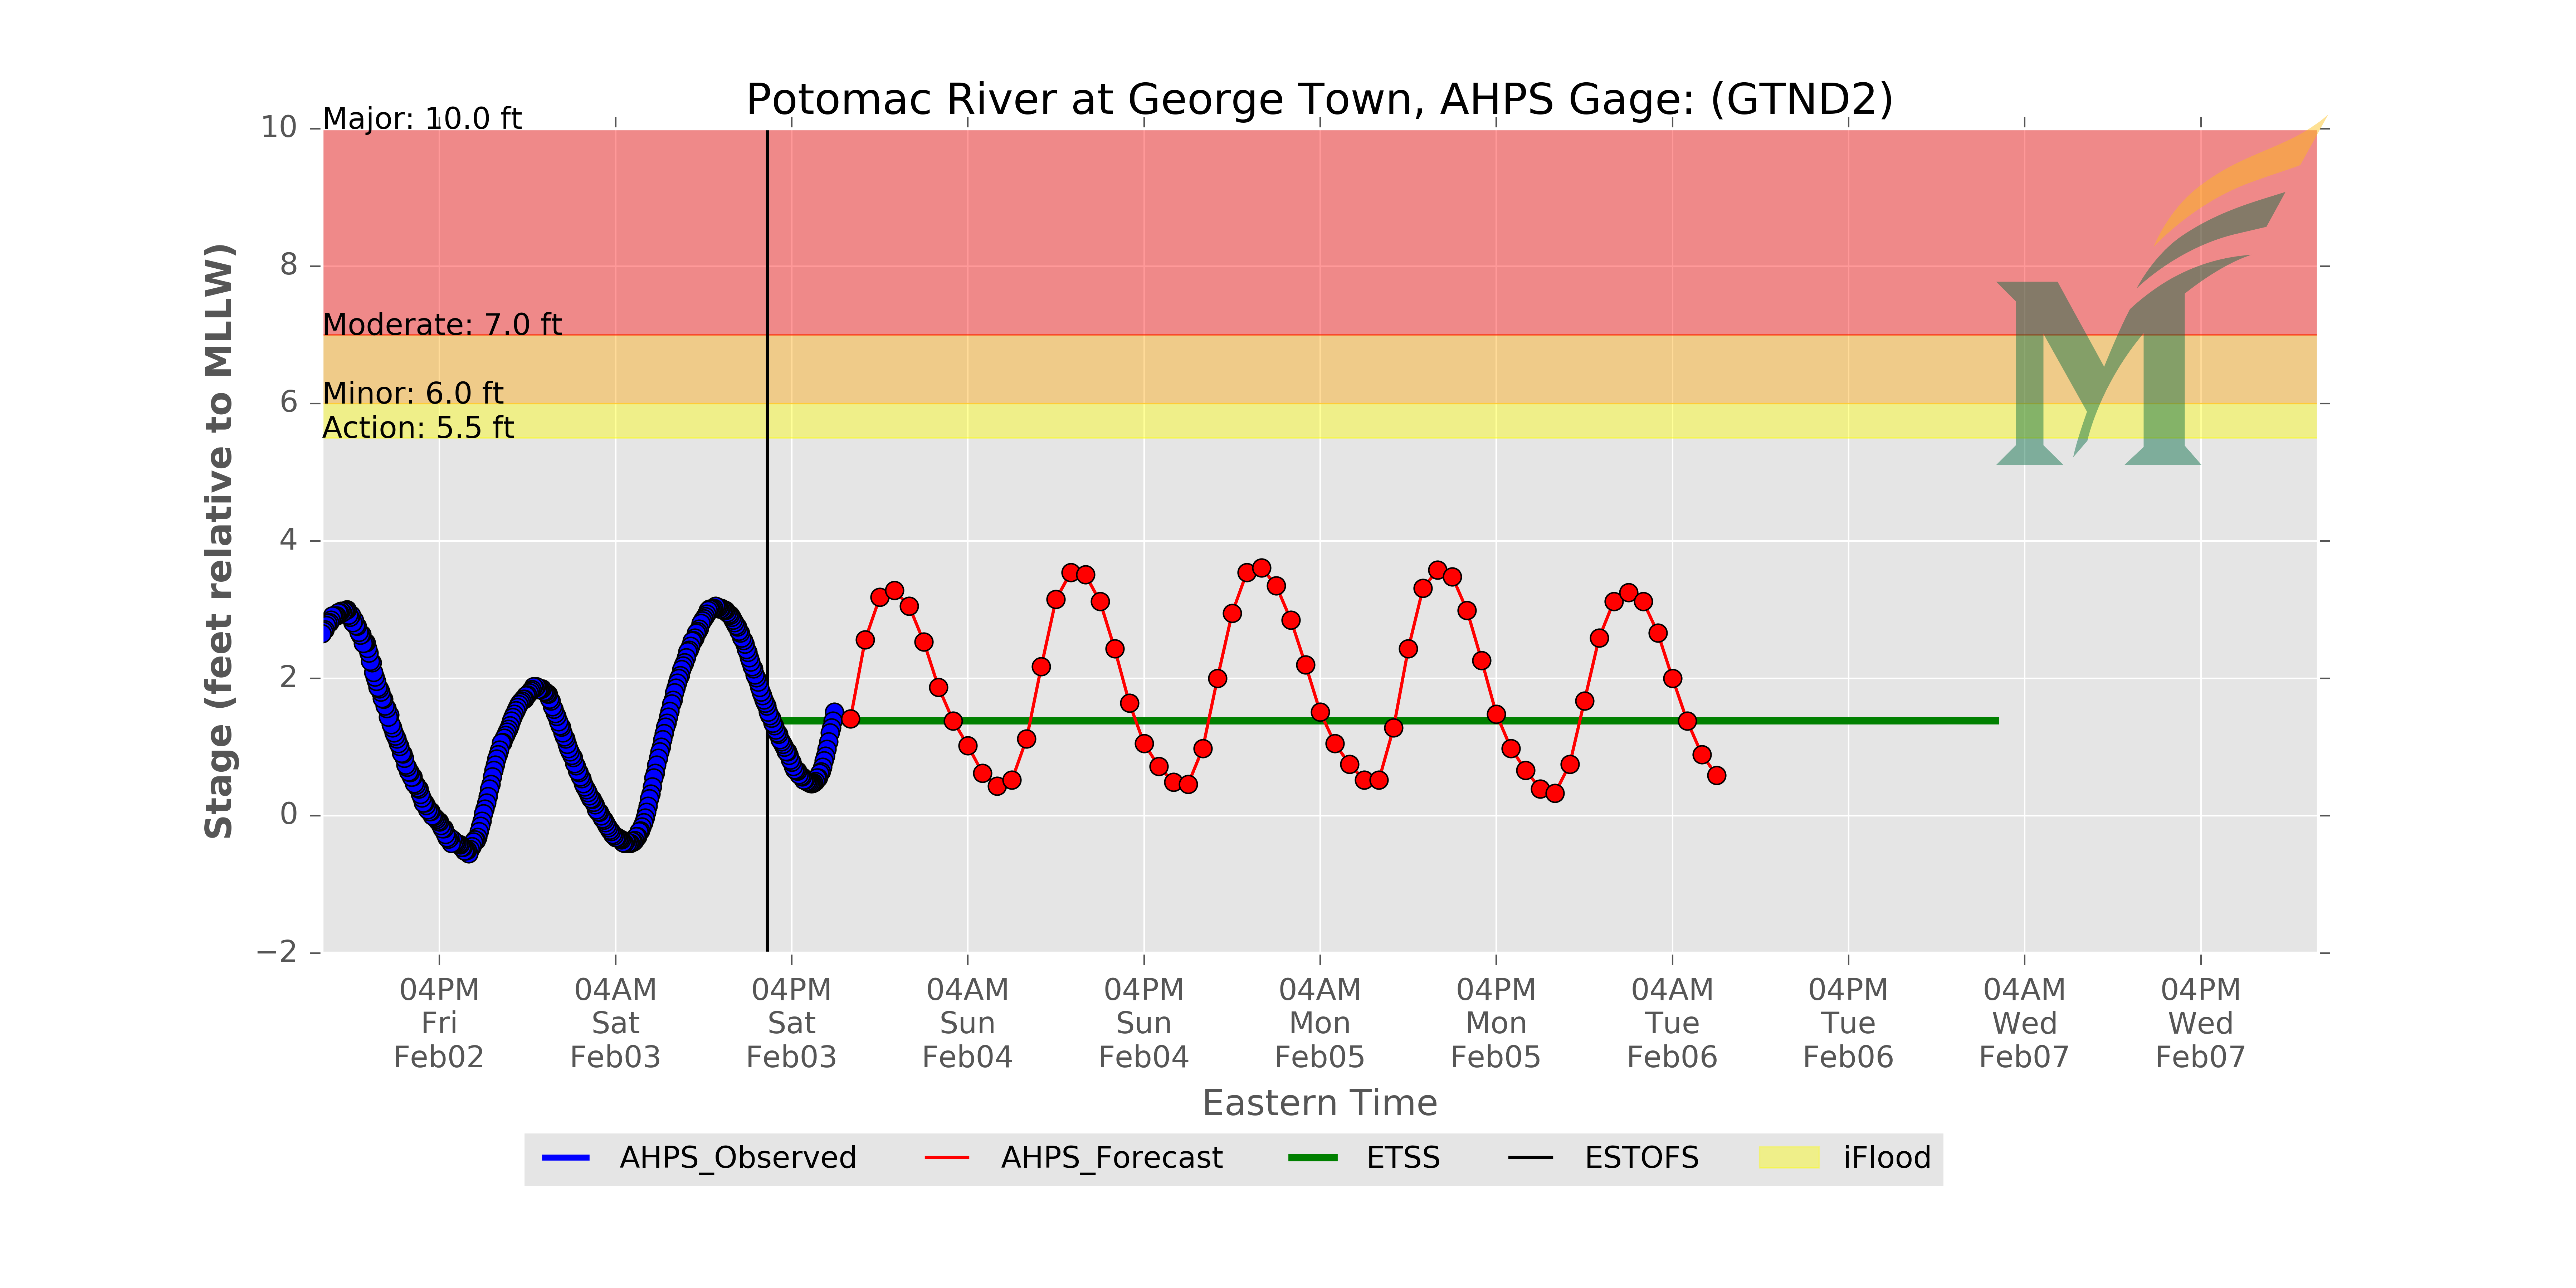 Potomac River at George Town, AHPS Gage: (GTND2)
Major: 10.0 ft
Moderate: 7.0 ft
Minor: 6.0 ft
Action: 5.5 ft
Stage (feet relative to MLLW)
10
8
6
4
2
0
−2
04PM Fri Feb02
04AM Sat Feb03
04PM Sat Feb03
04AM Sun Feb04
04PM Sun Feb04
04AM Mon Feb05
04PM Mon Feb05
04AM Tue Feb06
04PM Tue Feb06
04AM Wed Feb07
04PM Wed Feb07
Eastern Time
AHPS_Observed AHPS_Forecast ETSS ESTOFS iFlood